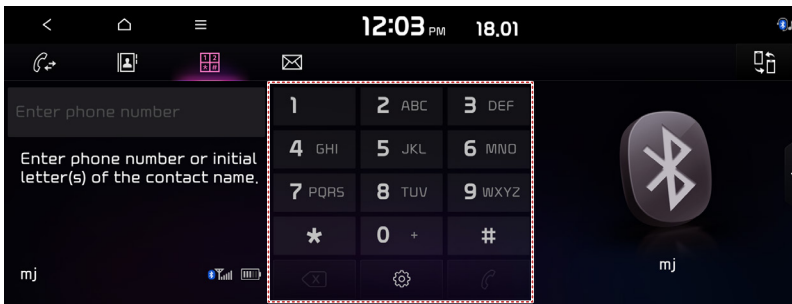 12:03 PM 18.01
1 2
* #
Enter phone number
Enter phone number or initial
letter(s) of the contact name.
1 2 ABC 3 DEF
4 GHI 5 JKL 6 MNO
7 PQRS 8 TUV 9 WXYZ
* 0 + #
mj
mj